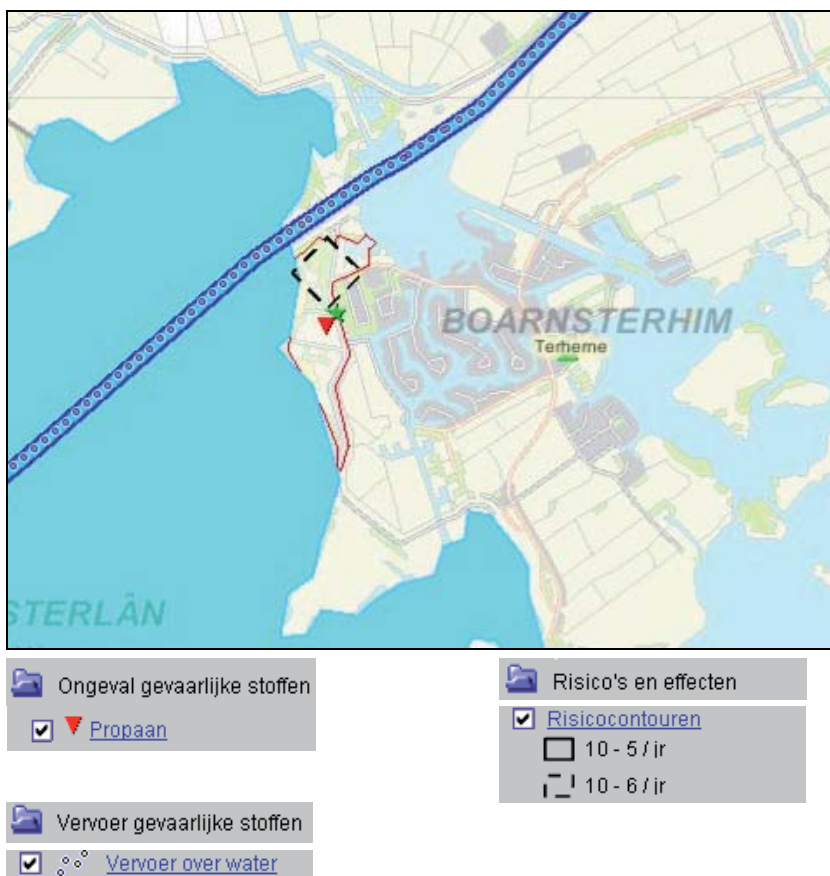 BOARNSTERHIM
Terherne
STERLÂN
Ongeval gevaarlijke stoffen
Propaan
Vervoer gevaarlijke stoffen
Vervoer over water
Risico's en effecten
Risicocontouren
10 - 5 / jr
10 - 6 / jr